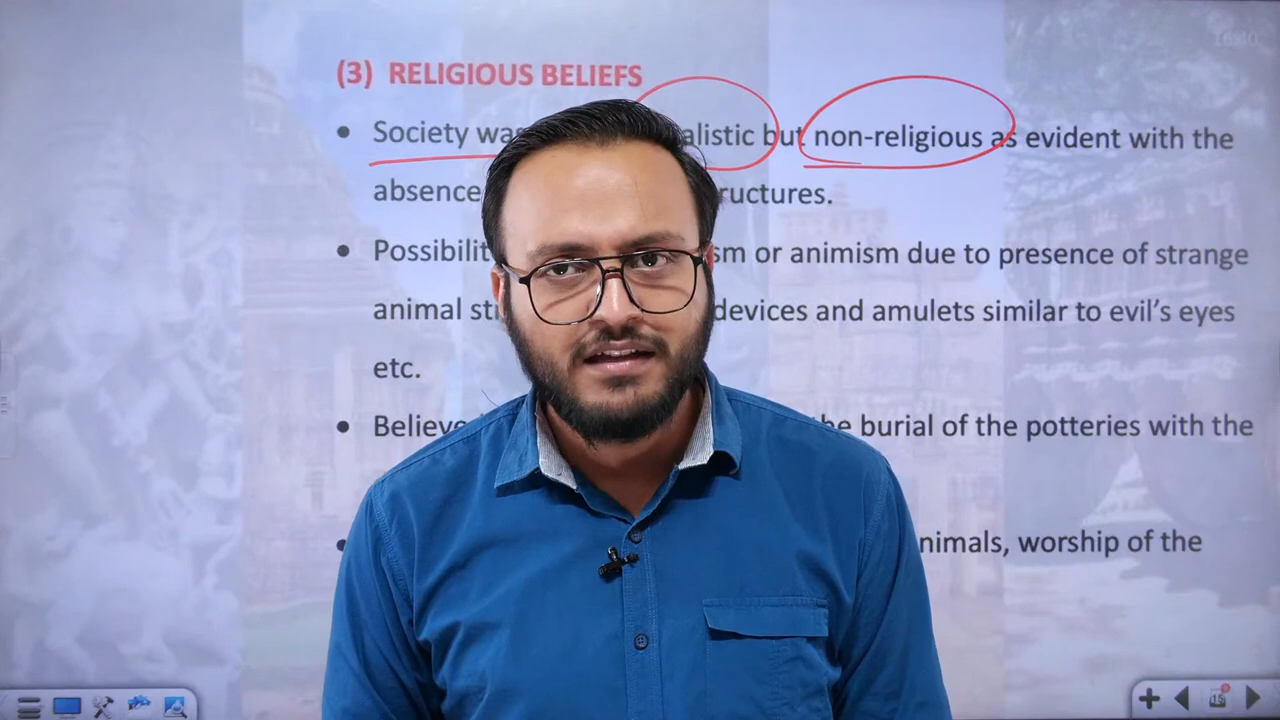 (3) RELIGIOUS BELIEFS
• Society was alistic but non-religious as evident with the
absence ructures.
• Possibilit sm or animism due to presence of strange
animal st devices and amulets similar to evil's eyes
etc.
• Believe he burial of the potteries with the
• nimals, worship of the
15